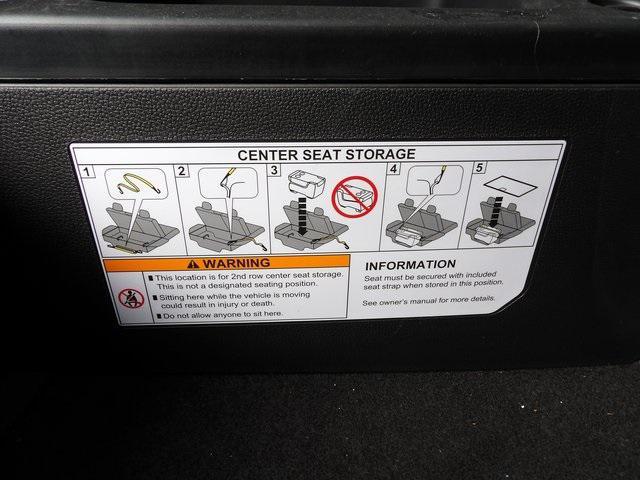 CENTER SEAT STORAGE
1 2 3 4 5
WARNING
This location is for 2nd row center seat storage.
This is not a designated seating position.
Sitting here while the vehicle is moving
could result in injury or death.
Do not allow anyone to sit here.
INFORMATION
Seat must be secured with included
seat strap when stored in this position.
See owner's manual for more details.